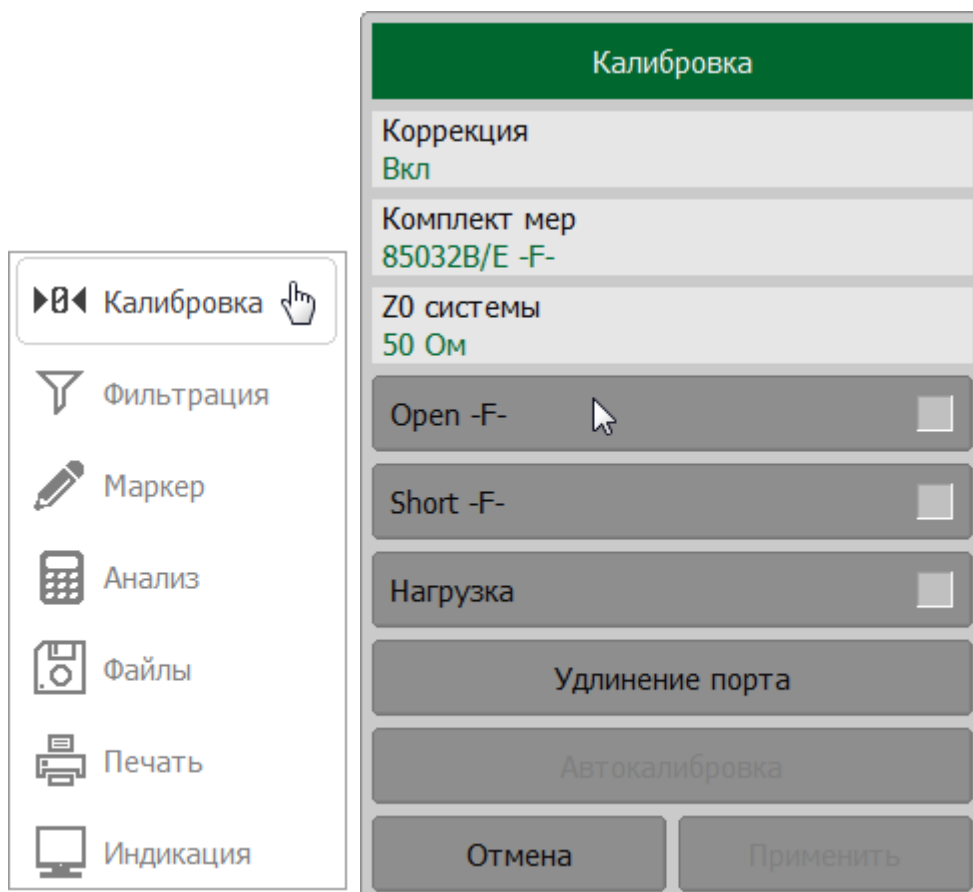 Калибровка
Фильтрация
Маркер
Анализ
Файлы
Печать
Индикация
Калибровка
Коррекция
Вкл
Комплект мер
85032B/E -F-
Z0 системы
50 Ом
Open -F-
Short -F-
Нагрузка
Удлинение порта
Автокалибровка
Отмена
Применить